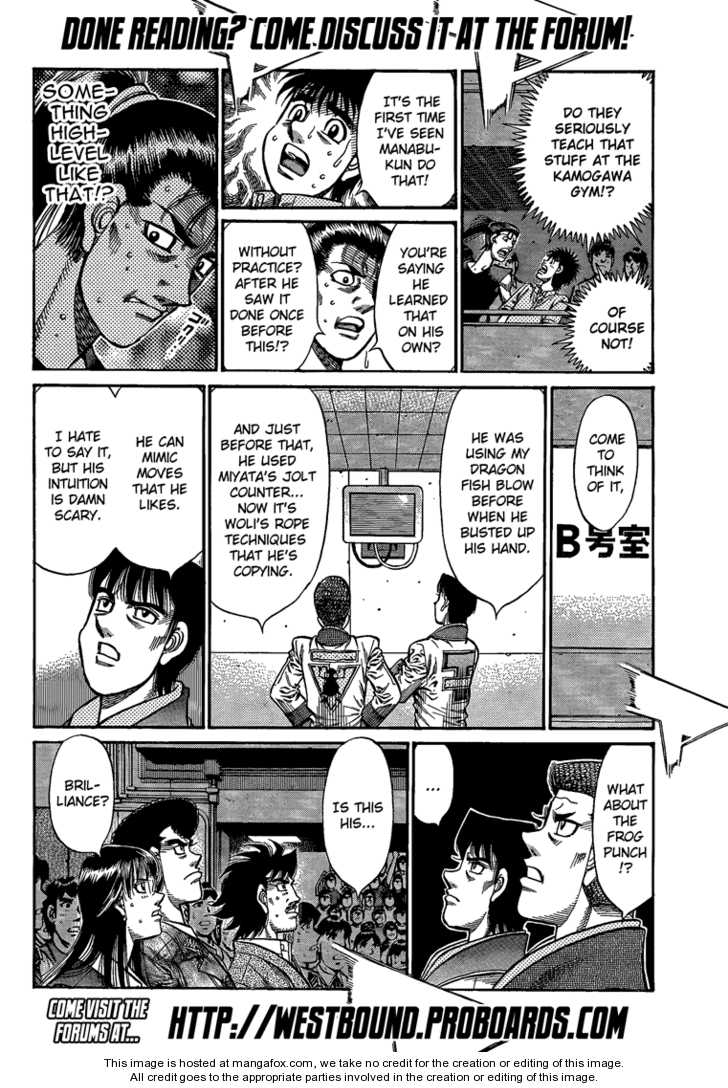 DONE READING? COME DISCUSS IT AT THE FORUM!
DO THEY
SERIOUSLY
TEACH THAT
STUFF AT THE
KAMOGAWA
GYM!?
OF
COURSE
NOT!
IT'S THE
FIRST TIME
I'VE SEEN
MANABU-
KUN DO
THAT!
YOU'RE
SAYING
HE
LEARNED
THAT
ON HIS
OWN?
WITHOUT
PRACTICE?
AFTER HE
SAW IT
DONE ONCE
BEFORE
THIS!?
SOME-
THING
HIGH-
LEVEL
LIKE
THAT!?
ゴクッ
COME
TO
THINK
OF IT,
B号室
HE WAS
USING MY
DRAGON
FISH BLOW
BEFORE
WHEN HE
BUSTED UP
HIS HAND.
AND JUST
BEFORE THAT,
HE USED
MIYATA'S JOLT
COUNTER...
NOW IT'S
WOLI'S ROPE
TECHNIQUES
THAT HE'S
COPYING.
HE CAN
MIMIC
MOVES
THAT HE
LIKES.
I HATE
TO SAY IT,
BUT HIS
INTUITION
IS DAMN
SCARY.
WHAT
ABOUT
THE
FROG
PUNCH
!?
...
IS THIS
HIS...
BRIL-
LIANCE?
COME VISIT THE
FORUMS AT...
HTTP://WESTBOUND.PROBOARDS.COM
This image is hosted at mangafox.com, we take no credit for the creation or editing of this image.
All credit goes to the appropriate parties involved in the creation or editing of this image.